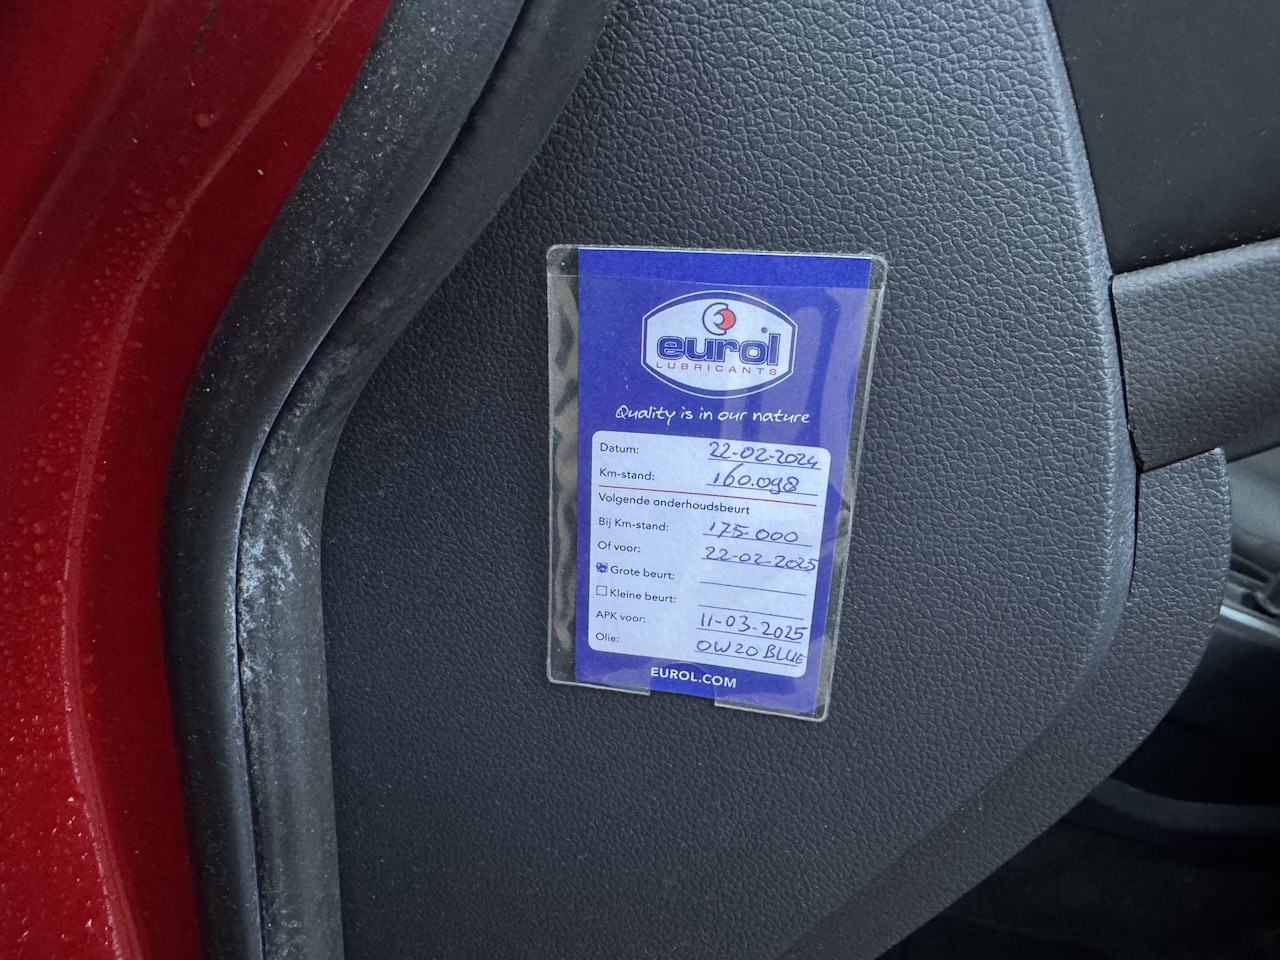 eurol®
LUBRICANTS
Quality is in our nature
Datum: 22-02-2024
Km-stand: 160.098
Volgende onderhoudsbeurt
Bij Km-stand: 175.000
Of voor: 22-02-2025
Grote beurt:
Kleine beurt:
APK voor: 11-03-2025
Olie: 0W20 BLUE
EUROL.COM